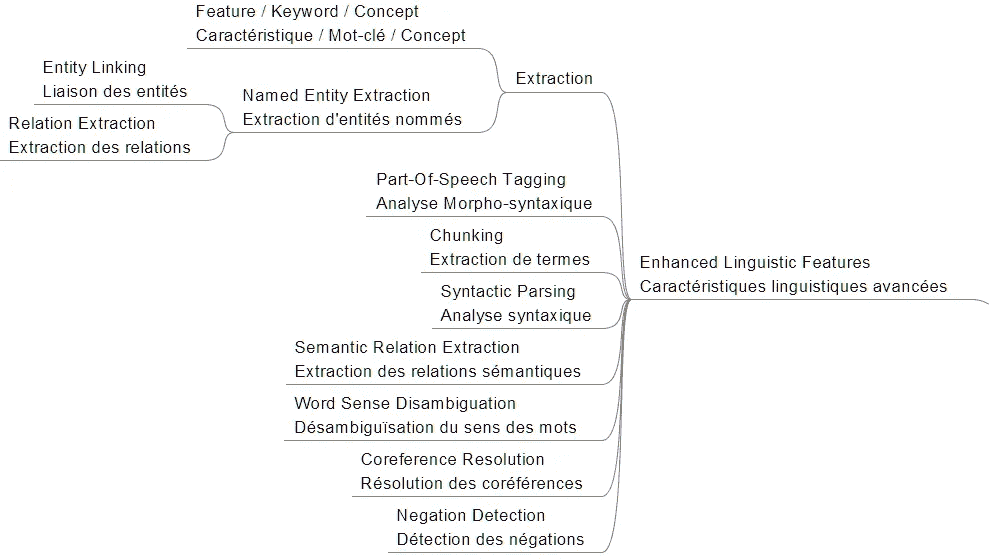 Feature / Keyword / Concept
Caractéristique / Mot-clé / Concept
Extraction
Entity Linking
Liaison des entités
Named Entity Extraction
Extraction d'entités nommés
Relation Extraction
Extraction des relations
Part-Of-Speech Tagging
Analyse Morpho-syntaxique
Chunking
Extraction de termes
Enhanced Linguistic Features
Caractéristiques linguistiques avancées
Syntactic Parsing
Analyse syntaxique
Semantic Relation Extraction
Extraction des relations sémantiques
Word Sense Disambiguation
Désambiguïsation du sens des mots
Coreference Resolution
Résolution des coréférences
Negation Detection
Détection des négations